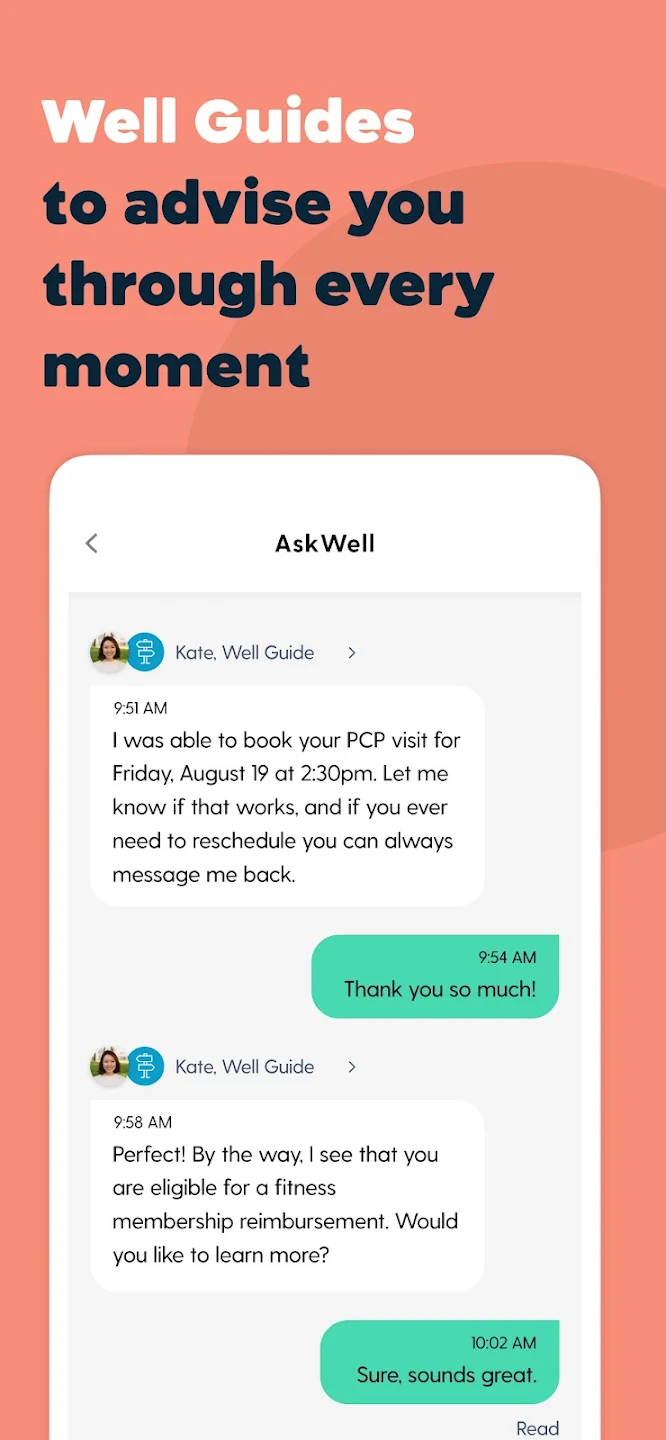 Well Guides
to advise you
through every
moment
AskWell
Kate, Well Guide
9:51 AM
I was able to book your PCP visit for
Friday, August 19 at 2:30pm. Let me
know if that works, and if you ever
need to reschedule you can always
message me back.
9:54 AM
Thank you so much!
Kate, Well Guide
9:58 AM
Perfect! By the way, I see that you
are eligible for a fitness
membership reimbursement. Would
you like to learn more?
10:02 AM
Sure, sounds great.
Read